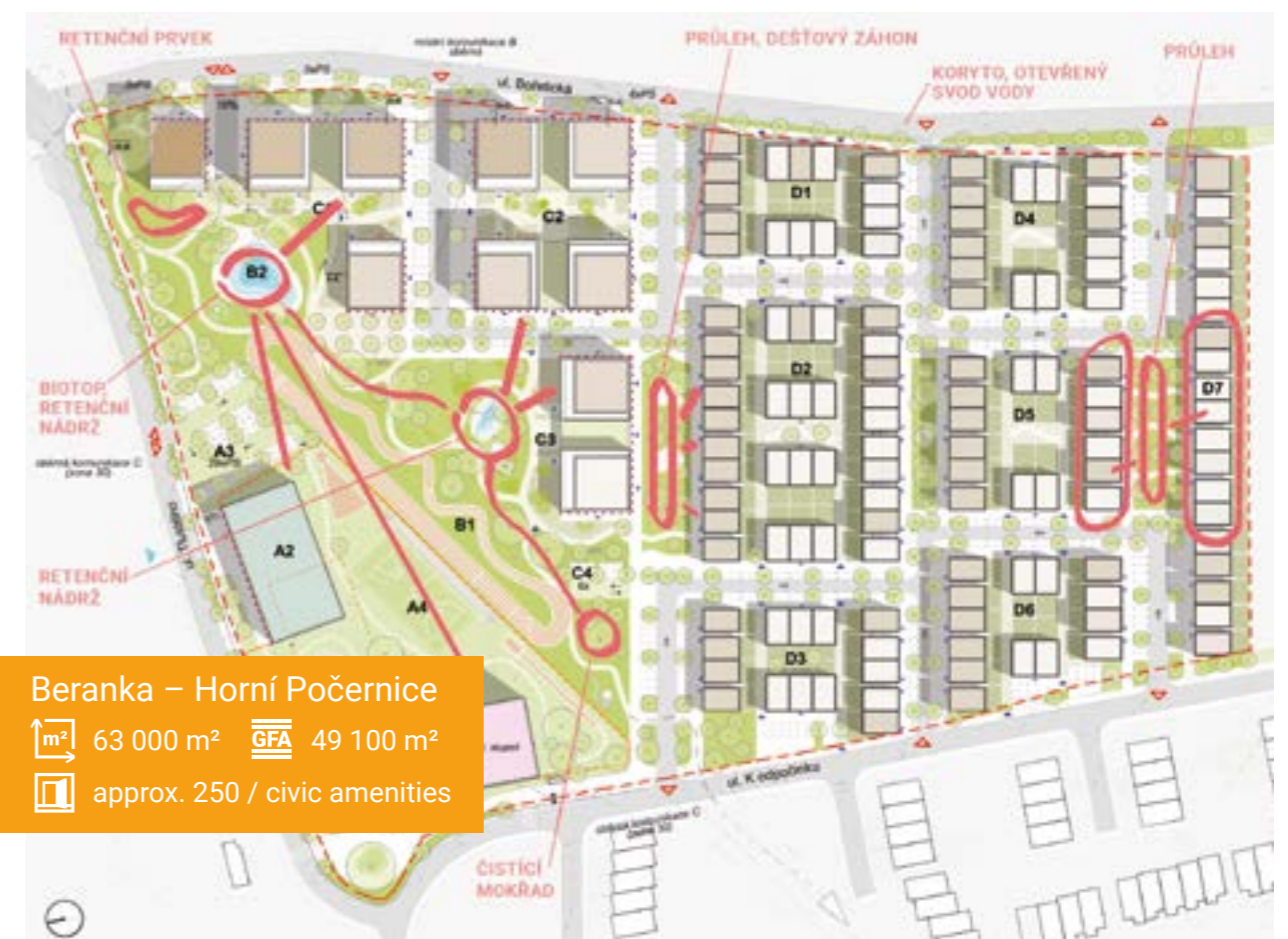 RETENČNÍ PRVEK
PRŮLEH, DEŠŤOVÝ ZÁHON
PRŮLEH
KORYTO, OTEVŘENÝ
SVOD VODY
ul. Bořetická
D1
D4
C2
B2
D2
D7
BIOTOP,
RETENČNÍ
NÁDRŽ
D5
C3
A3
B1
A2
RETENČNÍ
NÁDRŽ
C4
A4
D6
D3
Beranka – Horní Počernice
m² 63 000 m² GFA 49 100 m²
approx. 250 / civic amenities
ul. K odpočinku
ČISTÍCÍ
MOKŘAD